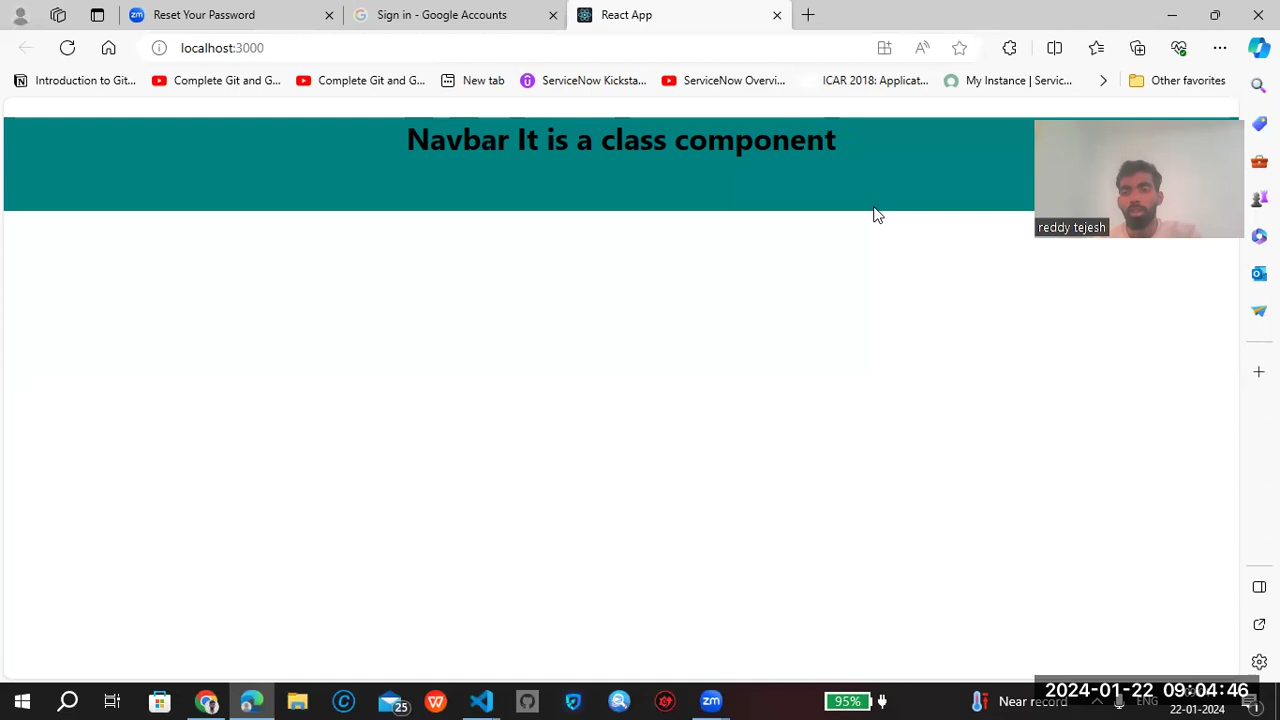 Reset Your Password
Sign in - Google Accounts
React App
localhost:3000
Introduction to Git...
Complete Git and G...
Complete Git and G...
New tab
ServiceNow Kicksta...
ServiceNow Overvi...
ICAR 2018: Applicat...
My Instance | Servic...
Other favorites
Navbar It is a class component
reddy tejesh
25
95%
Near record
ENG
2024-01-22 09:04:46
22-01-2024